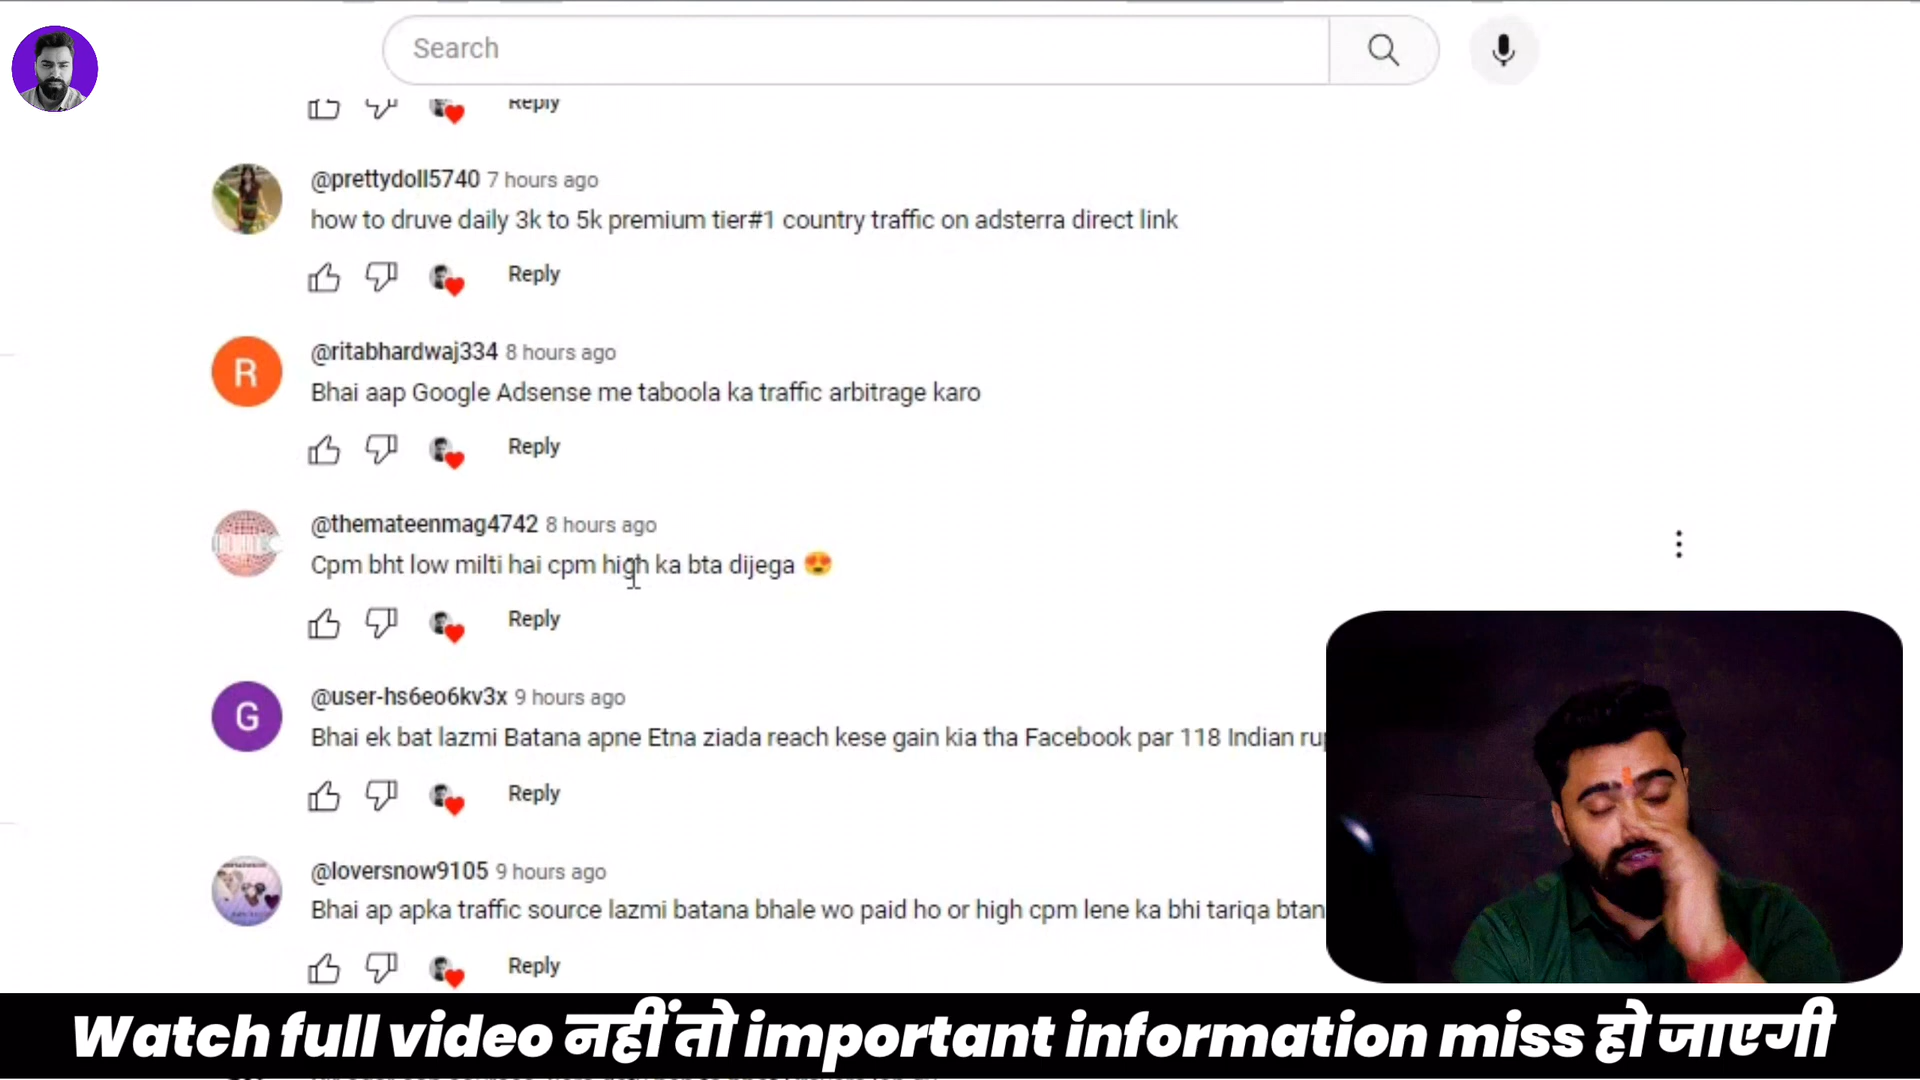 Search
Reply
@prettydoll5740 7 hours ago
how to druve daily 3k to 5k premium tier#1 country traffic on adsterra direct link
Reply
R
@ritabhardwaj334 8 hours ago
Bhai aap Google Adsense me taboola ka traffic arbitrage karo
Reply
@themateenmag4742 8 hours ago
Cpm bht low milti hai cpm high ka bta dijega 😍
Reply
G
@user-hs6eo6kv3x 9 hours ago
Bhai ek bat lazmi Batana apne Etna ziada reach kese gain kia tha Facebook par 118 Indian
Reply
@loversnow9105 9 hours ago
Bhai ap apka traffic source lazmi batana bhale wo paid ho or high cpm lene ka bhi tariqa btan
Reply
Watch full video नहीं तो important information miss हो जाएगी